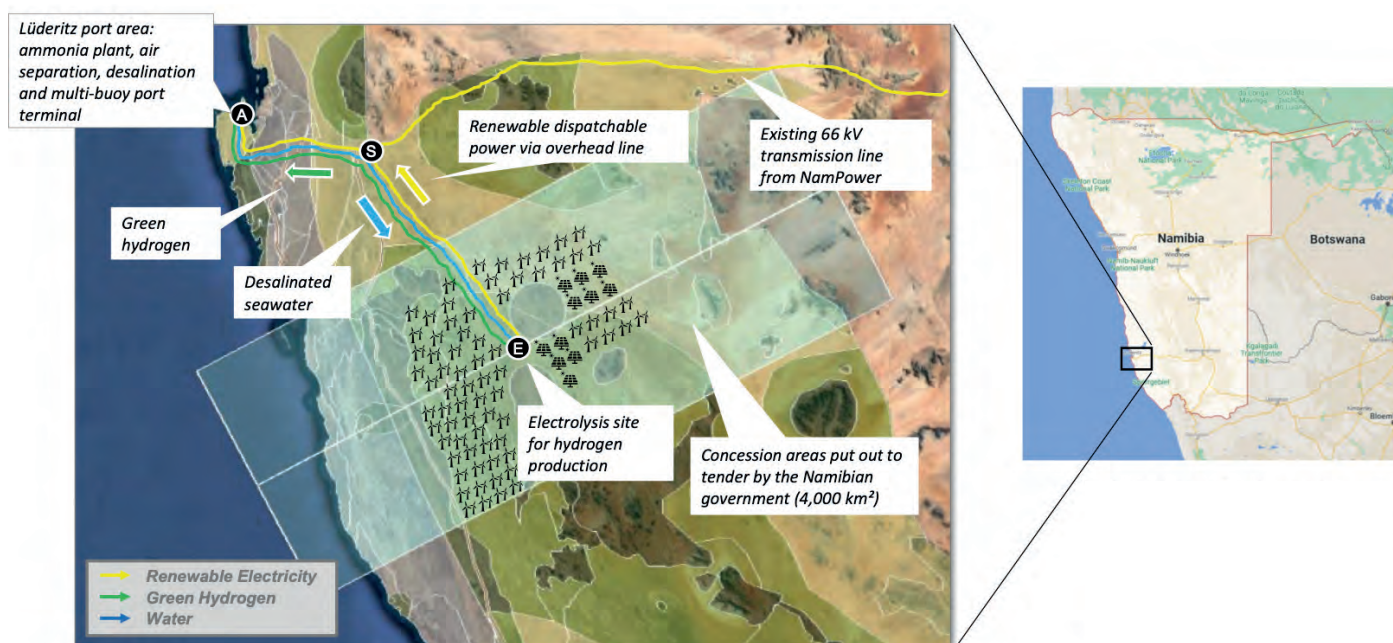 Lüderitz port area:
ammonia plant, air
separation, desalination
and multi-buoy port
terminal
A
S
Renewable dispatchable
power via overhead line
Existing 66 kV
transmission line
from NamPower
Green
hydrogen
Desalinated
seawater
E
Electrolysis site
for hydrogen
production
Concession areas put out to
tender by the Namibian
government (4,000 km²)
Renewable Electricity
Green Hydrogen
Water
Namibia
Windhoek
Botswana